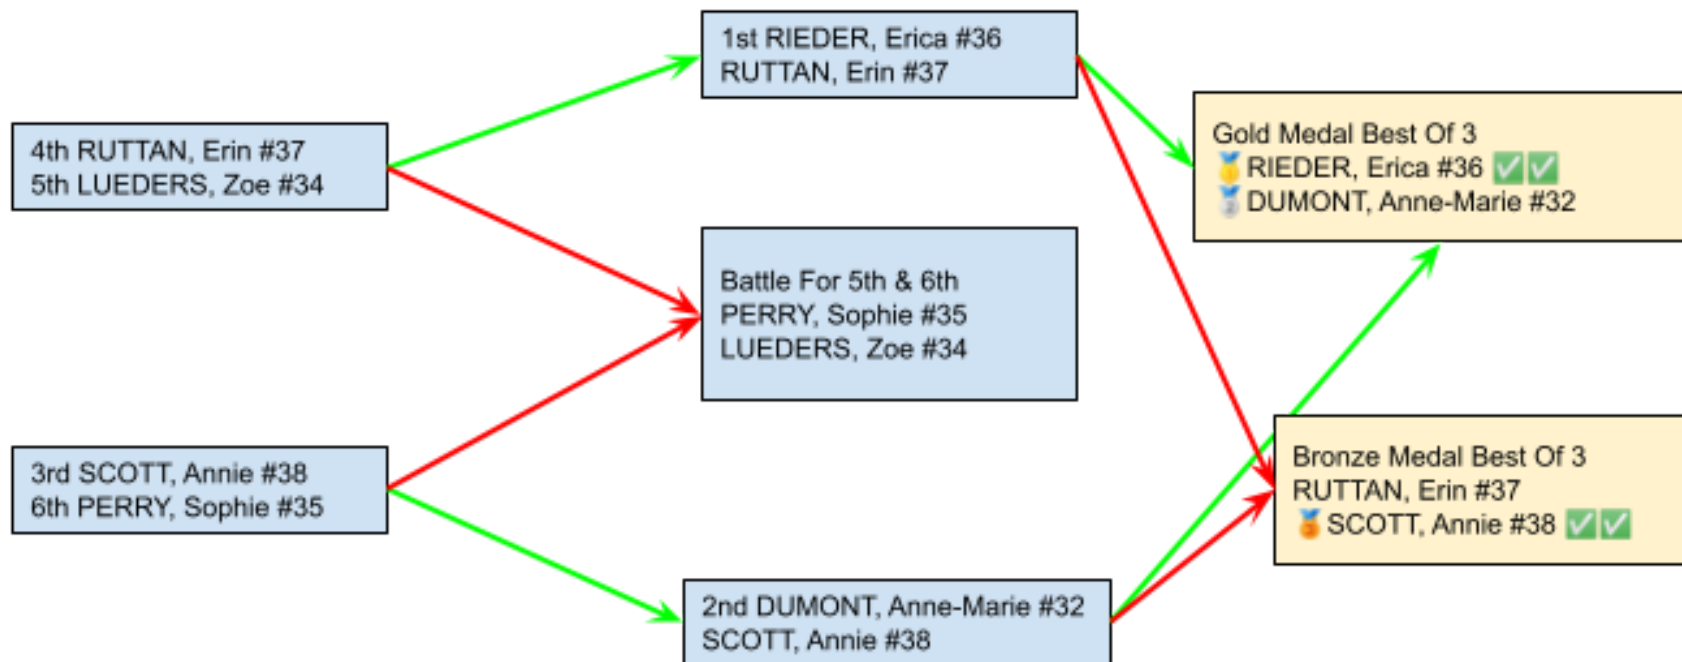 4th RUTTAN, Erin #37
5th LUEDERS, Zoe #34
3rd SCOTT, Annie #38
6th PERRY, Sophie #35
1st RIEDER, Erica #36
RUTTAN, Erin #37
Battle For 5th & 6th
PERRY, Sophie #35
LUEDERS, Zoe #34
2nd DUMONT, Anne-Marie #32
SCOTT, Annie #38
Gold Medal Best Of 3
🥇RIEDER, Erica #36 ✅✅
🥈DUMONT, Anne-Marie #32
Bronze Medal Best Of 3
RUTTAN, Erin #37
🥉SCOTT, Annie #38 ✅✅